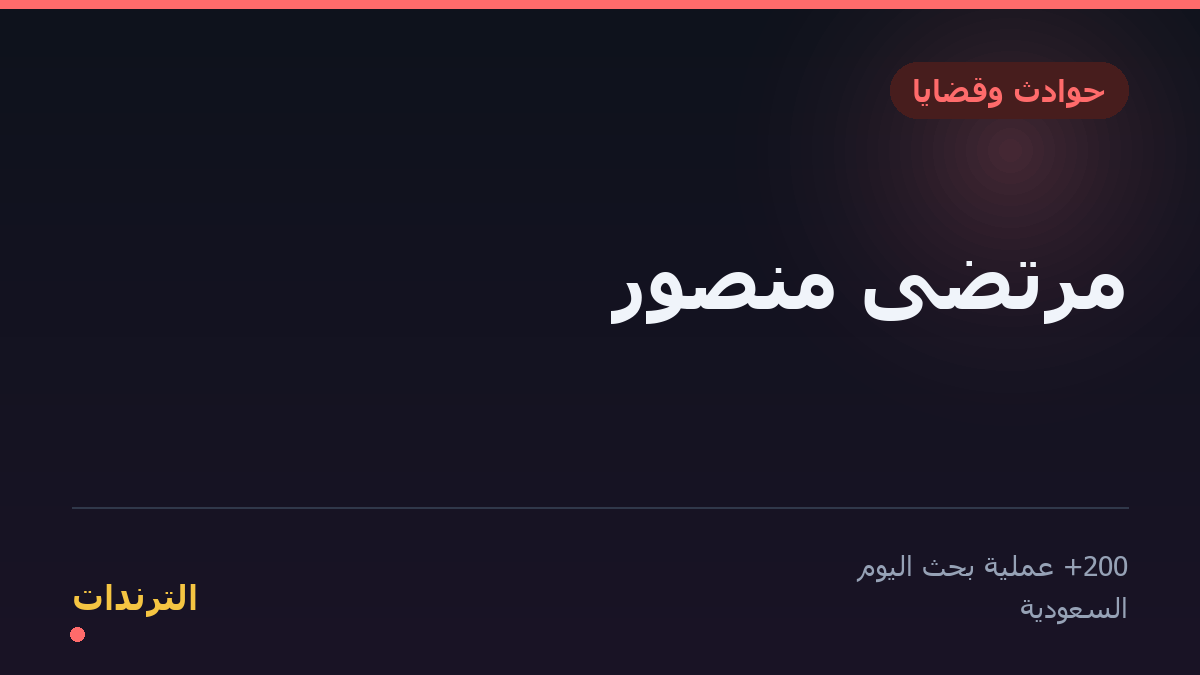 حوادث وقضايا
مرتضى منصور
200+ عملية بحث اليوم
السعودية
الترندات